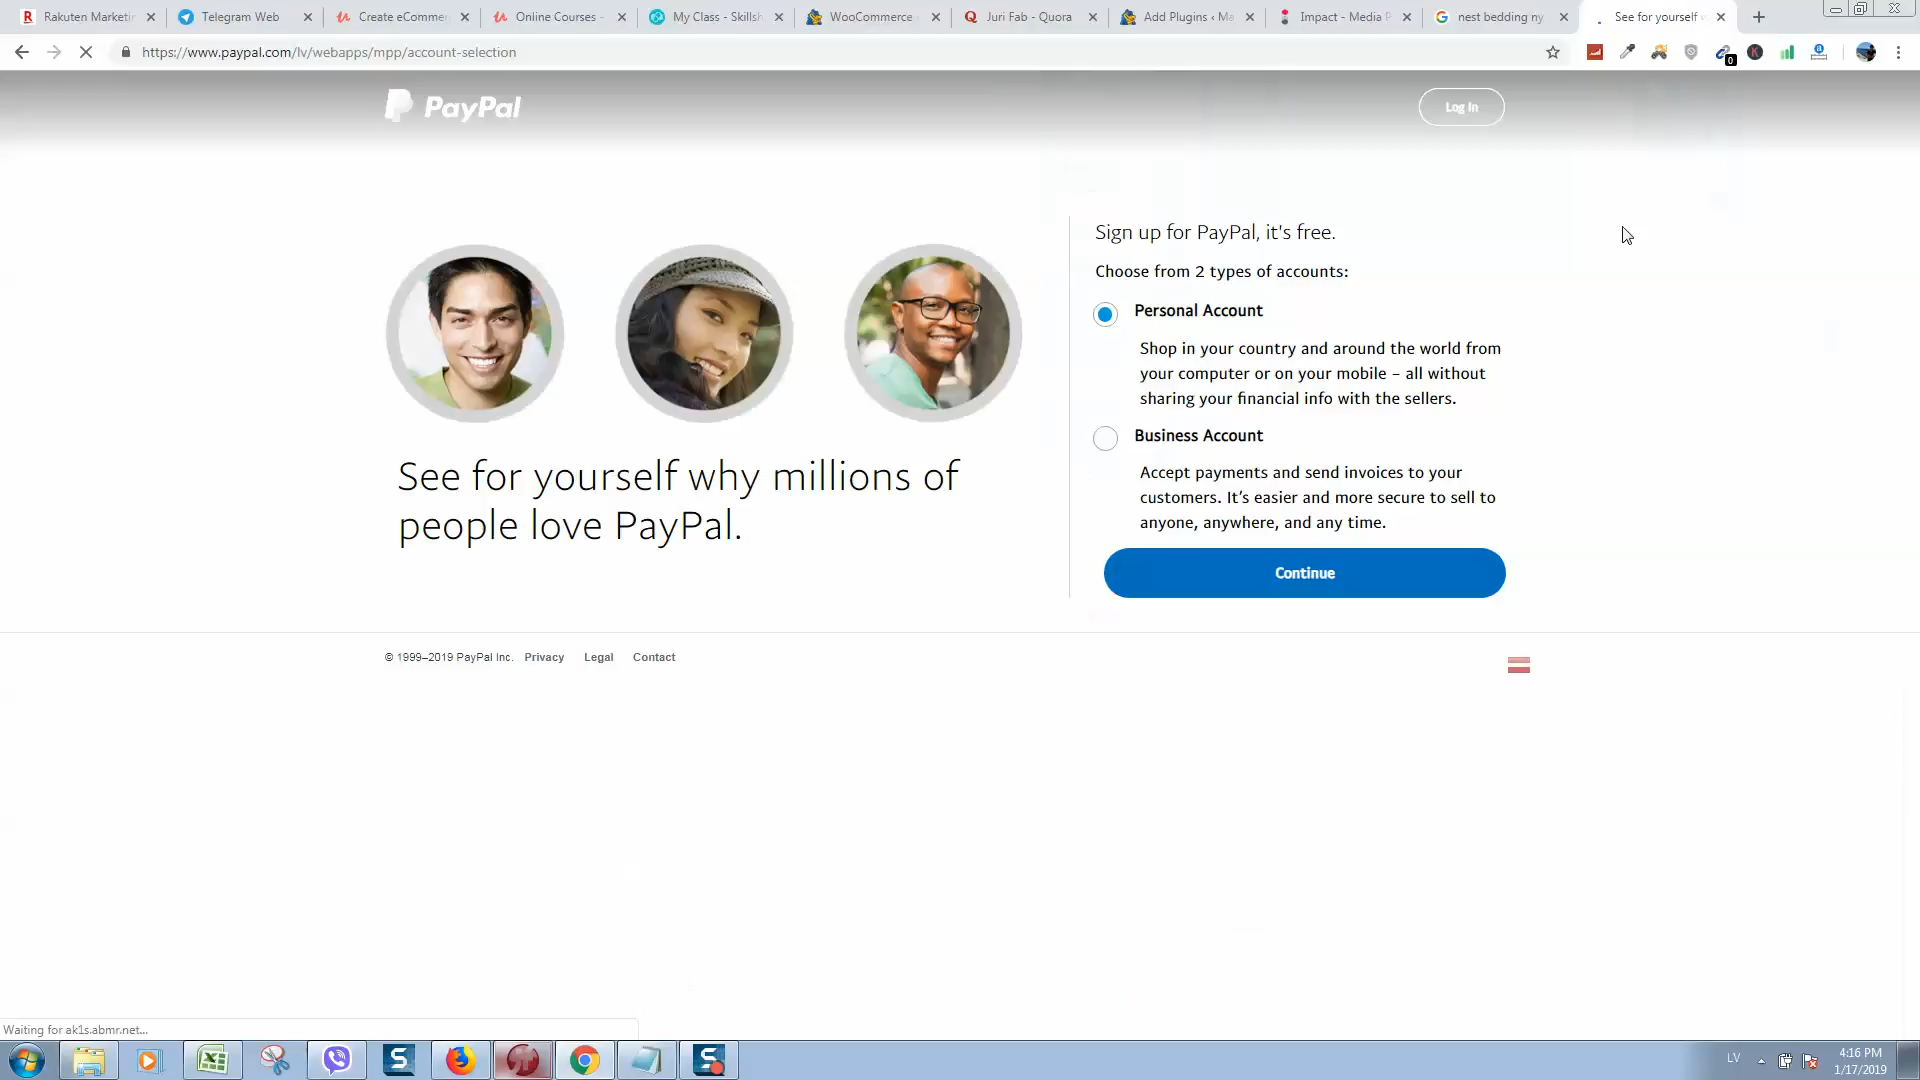 Rakuten Marketin
Telegram Web
Create eCommer
Online Courses -
My Class - Skillsh
WooCommerce
Juri Fab - Quora
Add Plugins ‹ Ma
Impact - Media P
nest bedding ny
See for yourself
https://www.paypal.com/lv/webapps/mpp/account-selection
0
PayPal
Log In
Sign up for PayPal, it's free.
Choose from 2 types of accounts:
Personal Account
Shop in your country and around the world from
your computer or on your mobile – all without
sharing your financial info with the sellers.
Business Account
Accept payments and send invoices to your
customers. It’s easier and more secure to sell to
anyone, anywhere, and any time.
Continue
See for yourself why millions of
people love PayPal.
© 1999–2019 PayPal Inc. Privacy Legal Contact
Waiting for ak1s.abmr.net...
LV
4:16 PM
1/17/2019